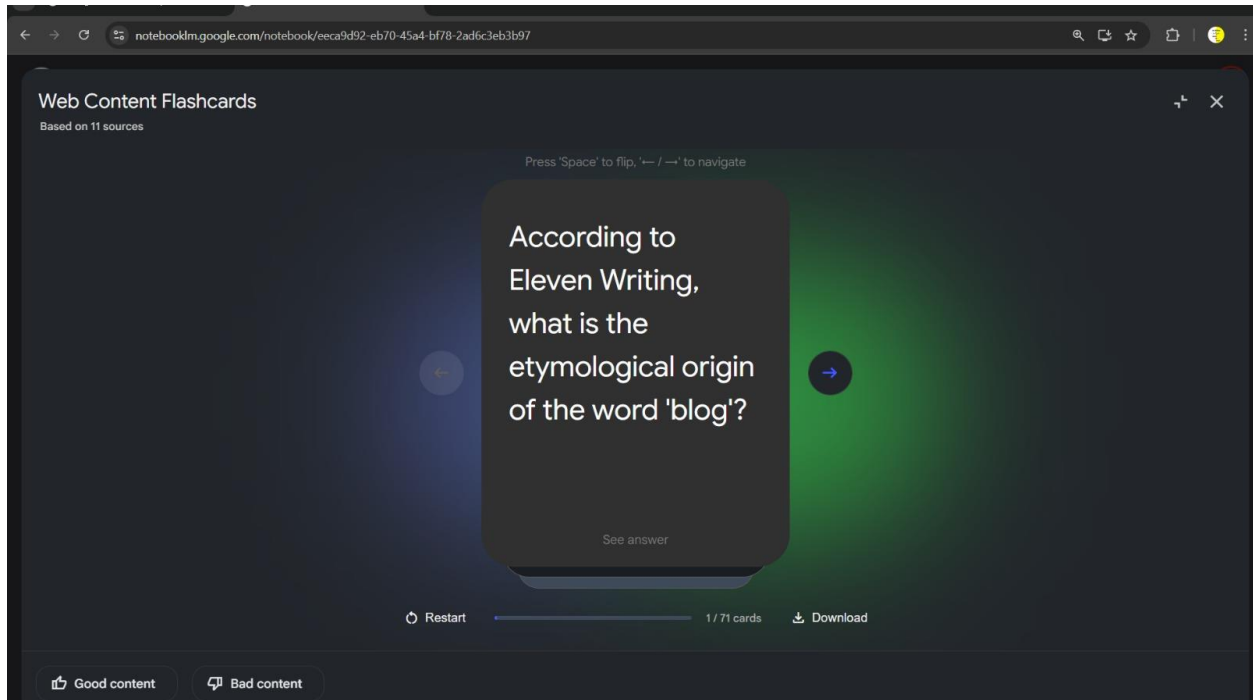 notebooklm.google.com/notebook/eeca9d92-eb70-45a4-bf78-2ad6c3eb3b97
Web Content Flashcards
Based on 11 sources
Press 'Space' to flip, '← / →' to navigate
According to
Eleven Writing,
what is the
etymological origin
of the word 'blog'?
See answer
Restart
1 / 71 cards
Download
Good content
Bad content